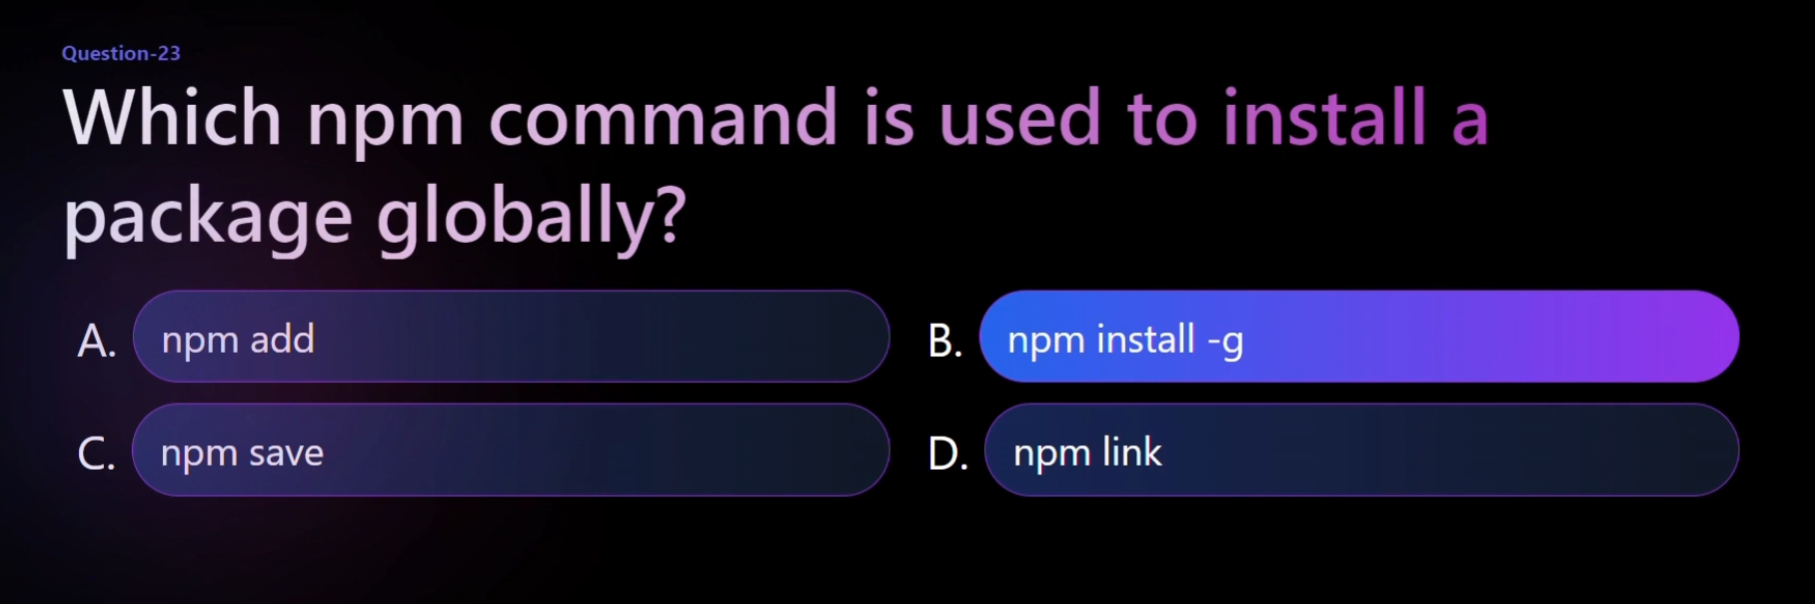 Question-23
Which npm command is used to install a
package globally?
A. npm add
B. npm install -g
C. npm save
D. npm link